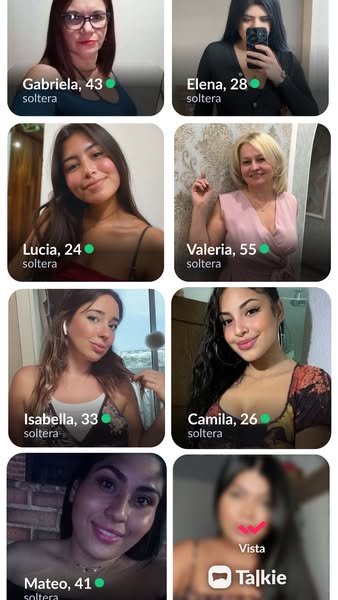 Gabriela, 43
soltera
Elena, 28
soltera
Lucia, 24
soltera
Valeria, 55
soltera
Isabella, 33
soltera
Camila, 26
soltera
Mateo, 41
soltera
Vista
Talkie